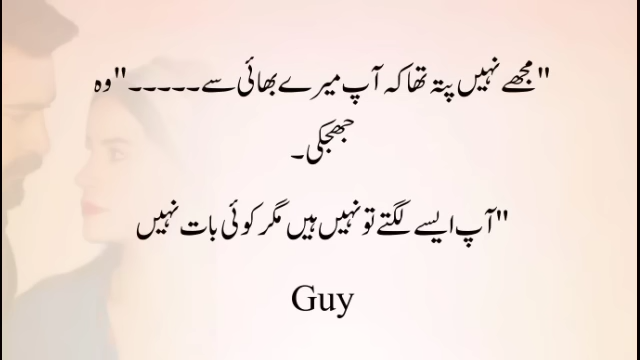 "مجھے نہیں پتہ تھا کہ آپ میرے بھائی سے۔۔۔۔۔" وہ
جھجکی۔
"آپ ایسے لگتے تو نہیں ہیں مگر کوئی بات نہیں
Guy